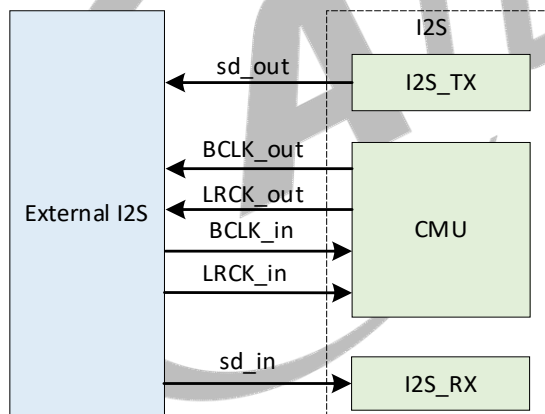 I2S
sd_out
I2S_TX
BCLK_out
LRCK_out
External I2S
BCLK_in
CMU
LRCK_in
sd_in
I2S_RX